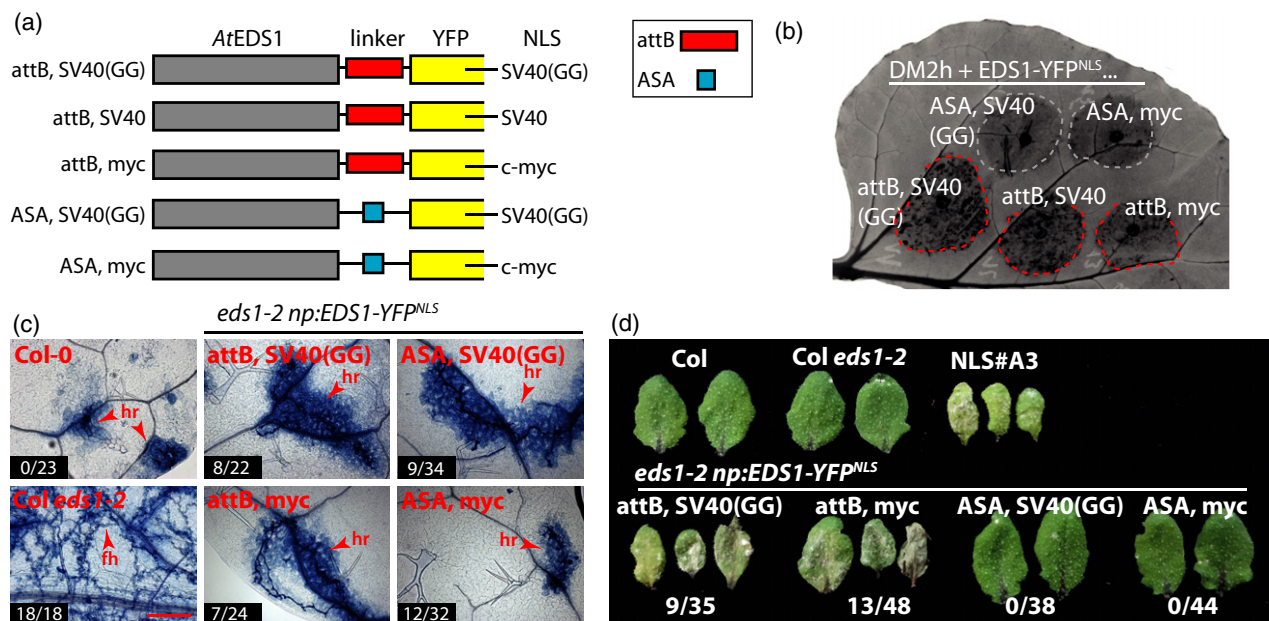 (a)
AtEDS1 linker YFP NLS
attB, SV40(GG) SV40(GG)
attB, SV40 SV40
attB, myc c-myc
ASA, SV40(GG) SV40(GG)
ASA, myc c-myc
attB
ASA
(b)
DM2h + EDS1-YFPNLS...
ASA, SV40
(GG)
ASA, myc
attB, SV40
(GG)
attB, SV40
attB, myc
(c)
eds1-2 np:EDS1-YFPNLS
Col-0
hr
0/23
attB, SV40(GG)
hr
8/22
ASA, SV40(GG)
hr
9/34
Col eds1-2
fh
18/18
attB, myc
hr
7/24
ASA, myc
hr
12/32
(d)
Col Col eds1-2 NLS#A3
eds1-2 np:EDS1-YFPNLS
attB, SV40(GG) attB, myc ASA, SV40(GG) ASA, myc
9/35 13/48 0/38 0/44